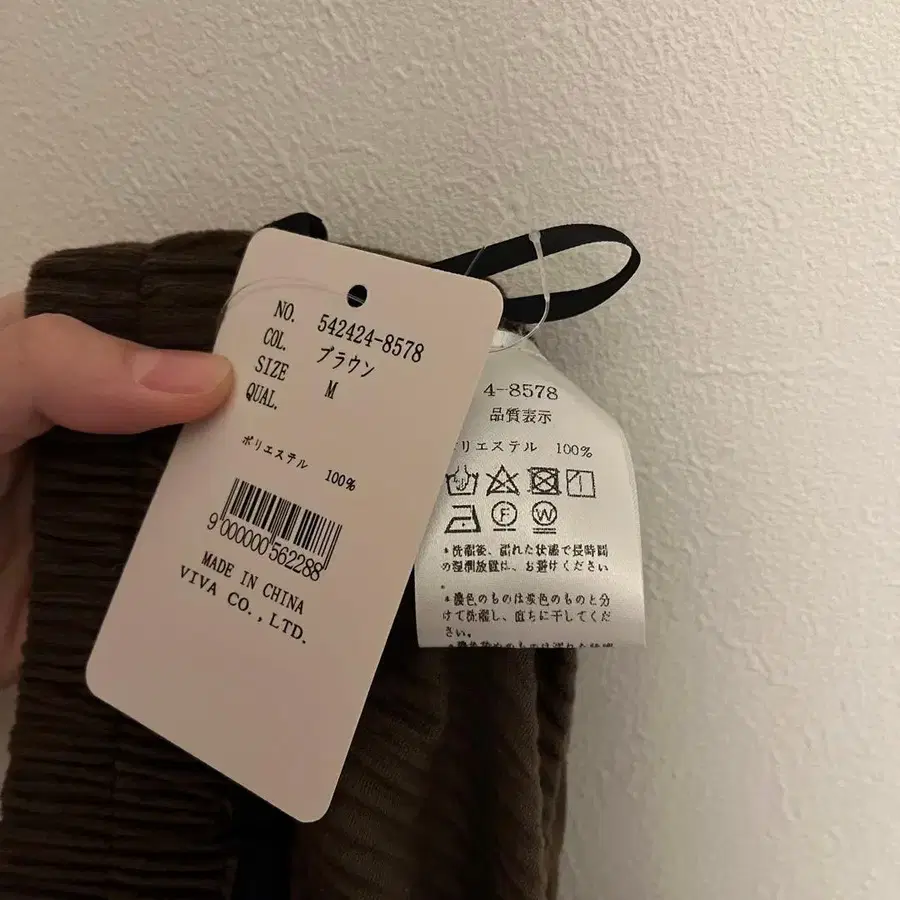 NO. 542424-8578
COL. ブラウン
SIZE M
QUAL.
ポリエステル 100%
9 000000 562288
MADE IN CHINA
VIVA CO.,LTD.
4-8578
品質表示
リエステル 100%
F
W
*洗濯後、濡れた状態で長時間
の湿潤放置は、お避けください
。
*濃色のものは淡色のものと分
けて洗濯し、直ちに干してくだ
さい。